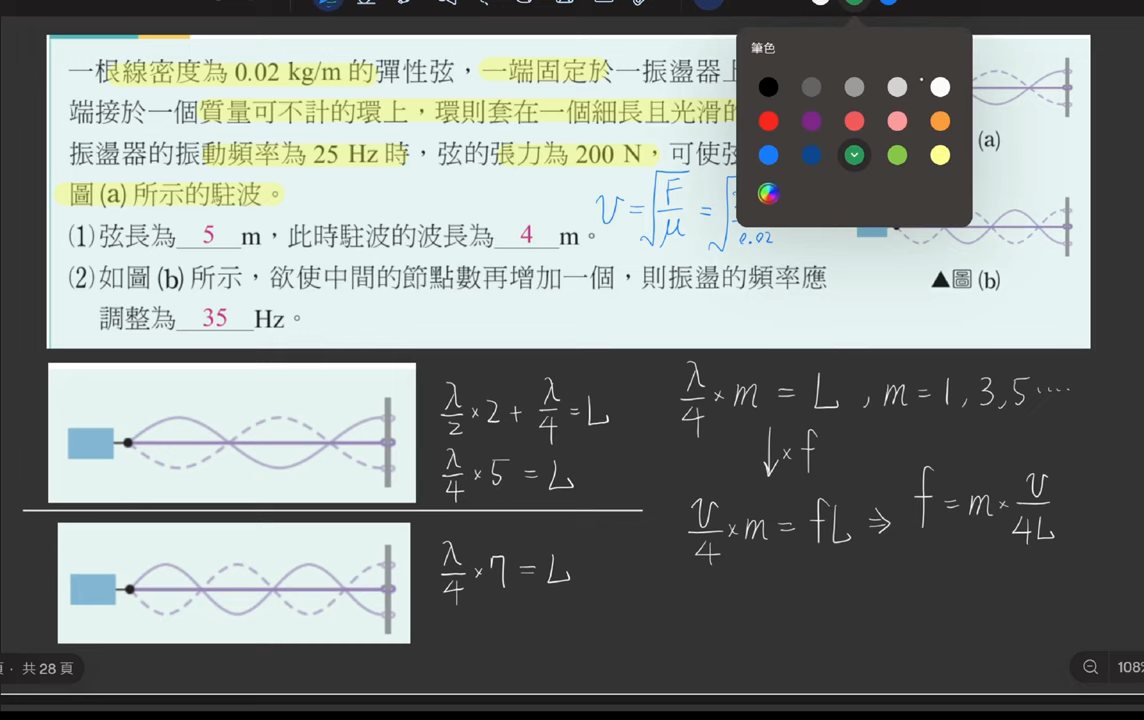 筆色
一根線密度為 0.02 kg/m 的彈性弦，一端固定於一振盪器上
端接於一個質量可不計的環上，環則套在一個細長且光滑的
振盪器的振動頻率為 25 Hz 時，弦的張力為 200 N，可使弦
圖 (a) 所示的駐波。
v = √(F/μ) = √( /0.02)
(1) 弦長為 5 m，此時駐波的波長為 4 m。
(2) 如圖 (b) 所示，欲使中間的節點數再增加一個，則振盪的頻率應
調整為 35 Hz。
(a)
▲圖 (b)
λ/2 × 2 + λ/4 = L
λ/4 × 5 = L
λ/4 × 7 = L
λ/4 × m = L , m = 1, 3, 5 ....
↓ × f
v/4 × m = fL ⇒ f = m × v/4L
頁 · 共 28 頁
108%